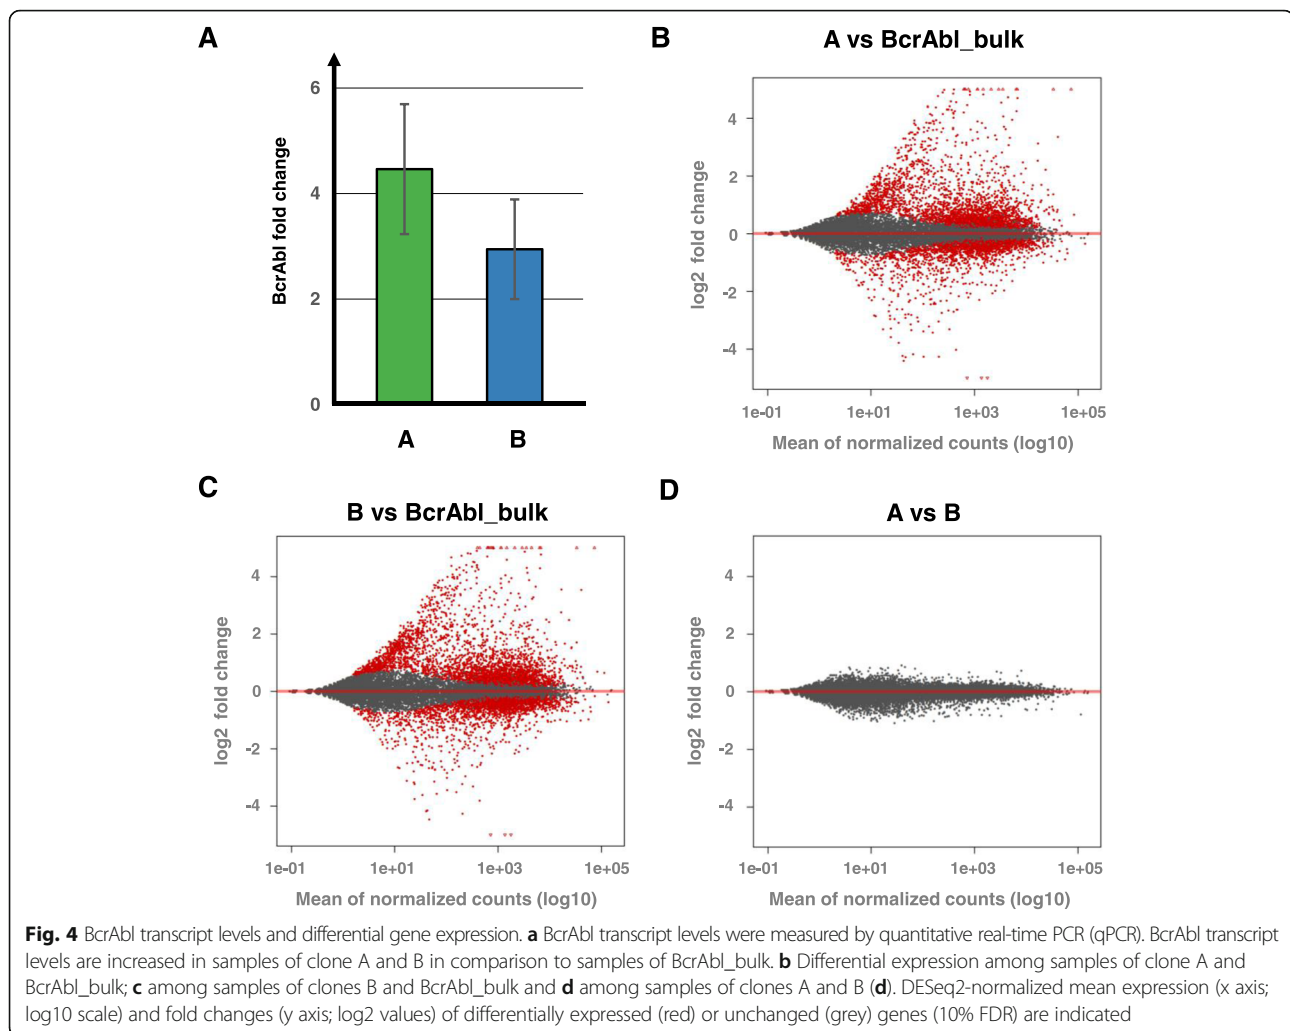 A
BcrAbl fold change
6
4
2
0
A
B
B
A vs BcrAbl_bulk
log2 fold change
4
2
0
-2
-4
1e-01
1e+01
1e+03
1e+05
Mean of normalized counts (log10)
C
B vs BcrAbl_bulk
log2 fold change
4
2
0
-2
-4
1e-01
1e+01
1e+03
1e+05
Mean of normalized counts (log10)
D
A vs B
log2 fold change
4
2
0
-2
-4
1e-01
1e+01
1e+03
1e+05
Mean of normalized counts (log10)
Fig. 4 BcrAbl transcript levels and differential gene expression. a BcrAbl transcript levels were measured by quantitative real-time PCR (qPCR). BcrAbl transcript
levels are increased in samples of clone A and B in comparison to samples of BcrAbl_bulk. b Differential expression among samples of clone A and
BcrAbl_bulk; c among samples of clones B and BcrAbl_bulk and d among samples of clones A and B (d). DESeq2-normalized mean expression (x axis;
log10 scale) and fold changes (y axis; log2 values) of differentially expressed (red) or unchanged (grey) genes (10% FDR) are indicated